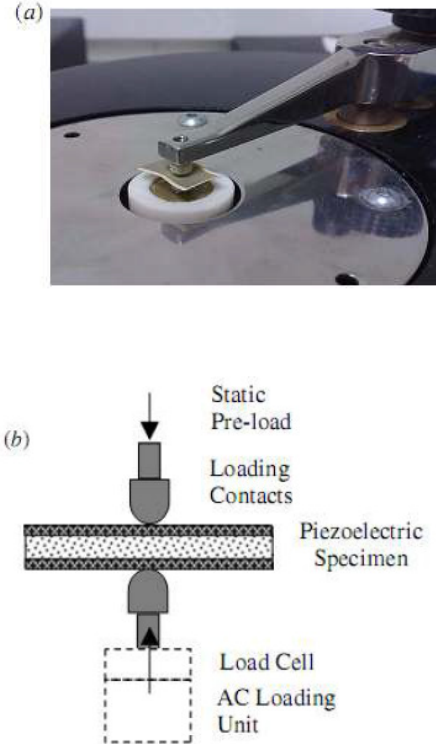 (a)
Static
Pre-load
(b)
Loading
Contacts
Piezoelectric
Specimen
Load Cell
AC Loading
Unit